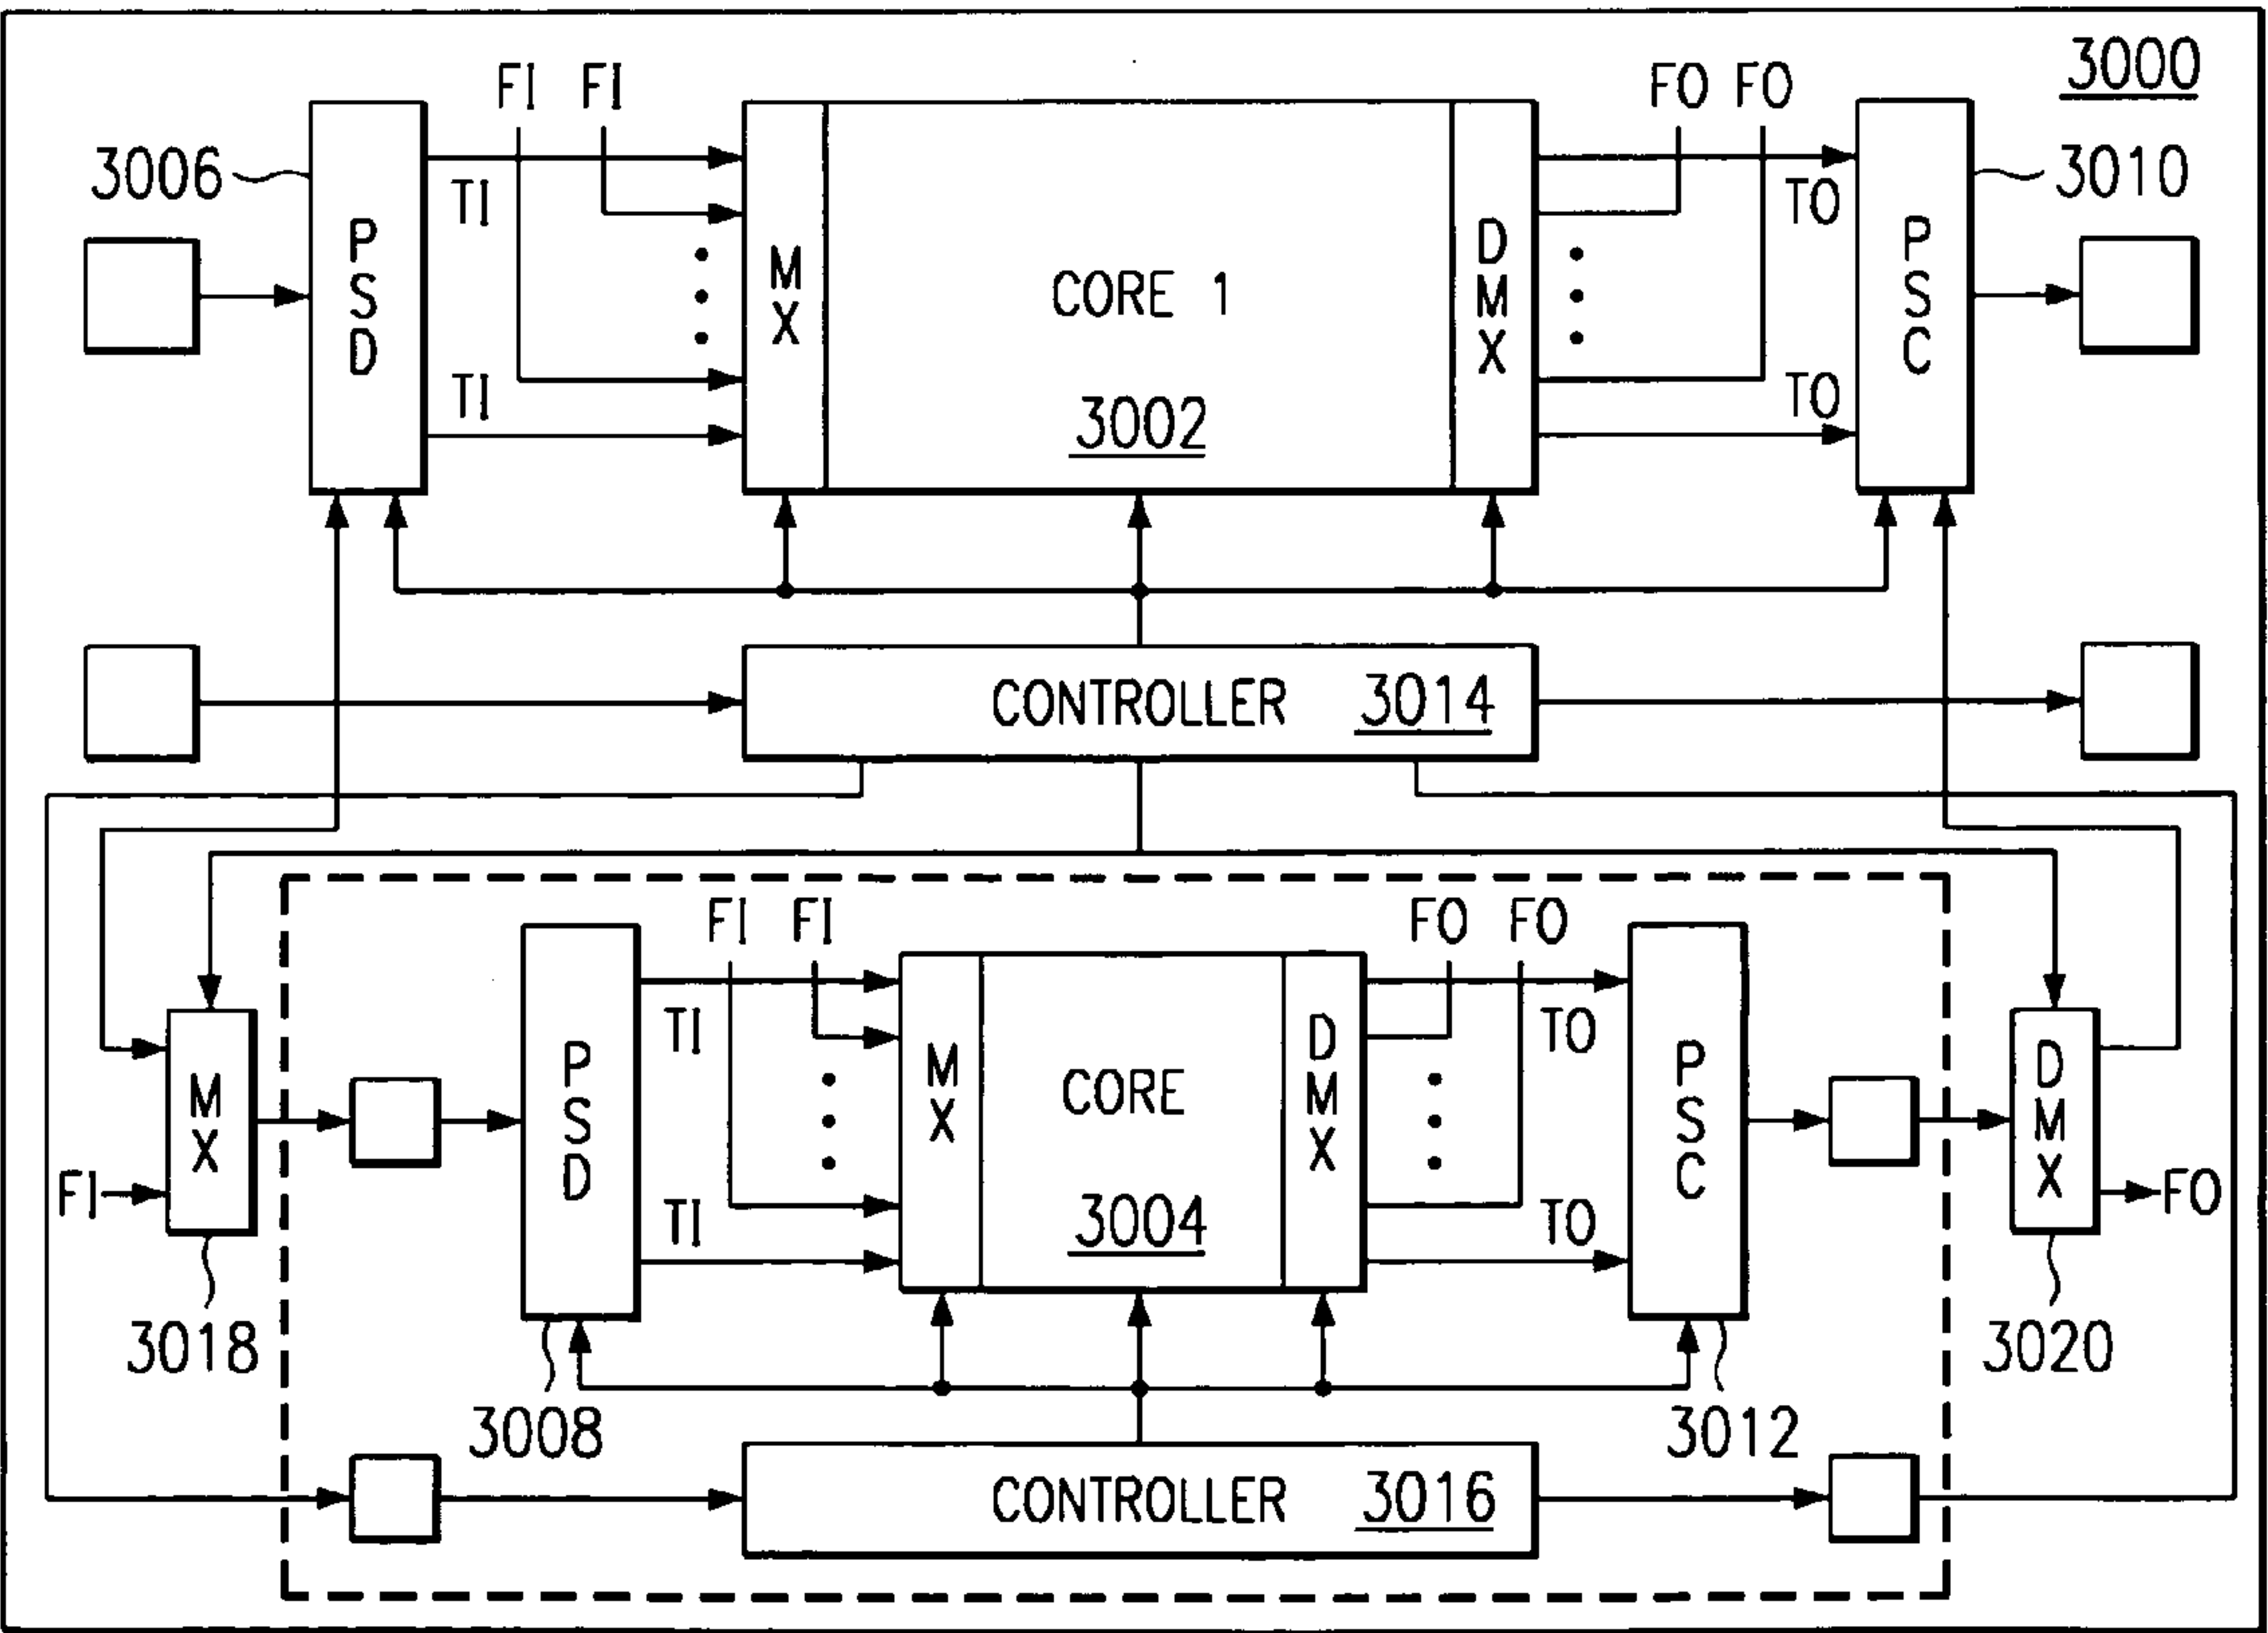 3000
FI FI
FO FO
3006
3010
TI
TO
PSD
MX
CORE 1
DMX
PSC
TI
TO
3002
CONTROLLER 3014
FI FI
FO FO
TI
TO
MX
PSD
MX
CORE
DMX
PSC
DMX
FI
FO
TI
TO
3004
3018
3020
3008
3012
CONTROLLER 3016